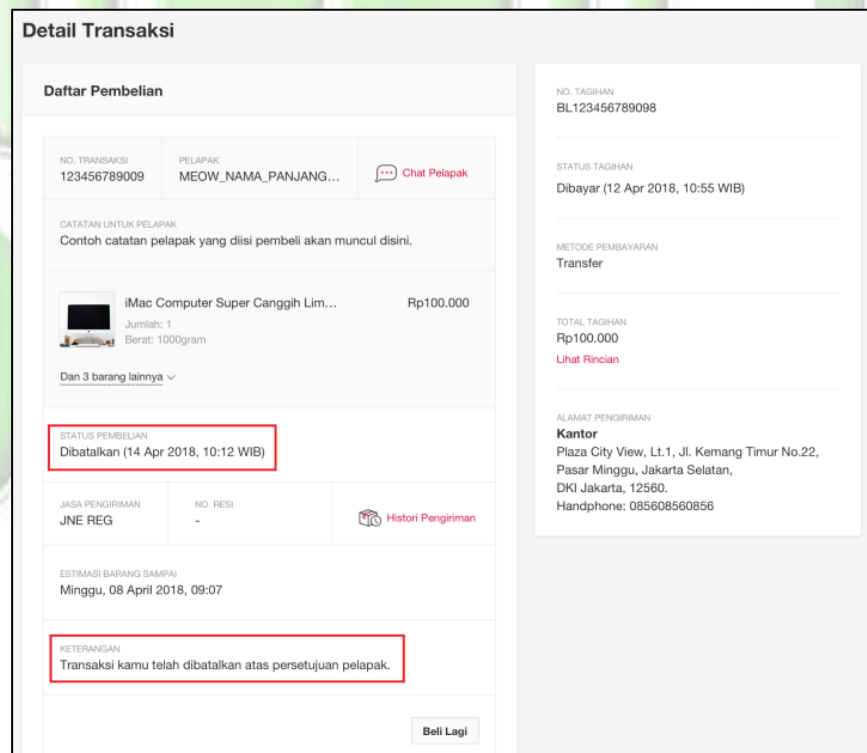 Detail Transaksi
Daftar Pembelian
NO. TRANSAKSI
123456789009
PELAPAK
MEOW_NAMA_PANJANG...
Chat Pelapak
CATATAN UNTUK PELAPAK
Contoh catatan pelapak yang diisi pembeli akan muncul disini.
iMac Computer Super Canggih Lim...
Rp100.000
Jumlah: 1
Berat: 1000gram
Dan 3 barang lainnya
STATUS PEMBELIAN
Dibatalkan (14 Apr 2018, 10:12 WIB)
JASA PENGIRIMAN
JNE REG
NO. RESI
-
Histori Pengiriman
ESTIMASI BARANG SAMPAI
Minggu, 08 April 2018, 09:07
KETERANGAN
Transaksi kamu telah dibatalkan atas persetujuan pelapak.
Beli Lagi
NO. TAGIHAN
BL123456789098
STATUS TAGIHAN
Dibayar (12 Apr 2018, 10:55 WIB)
METODE PEMBAYARAN
Transfer
TOTAL TAGIHAN
Rp100.000
Lihat Rincian
ALAMAT PENGIRIMAN
Kantor
Plaza City View, Lt.1, Jl. Kemang Timur No.22,
Pasar Minggu, Jakarta Selatan,
DKI Jakarta, 12560.
Handphone: 085608560856